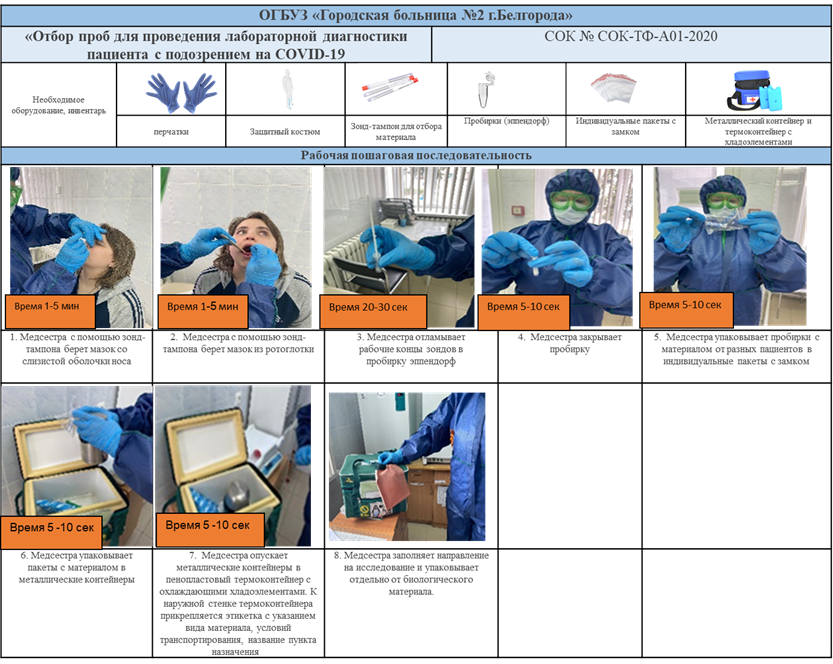 ОГБУЗ «Городская больница №2 г.Белгорода»
«Отбор проб для проведения лабораторной диагностики
пациента с подозрением на COVID-19
СОК № СОК-ТФ-А01-2020
Необходимое
оборудование, инвентарь
перчатки
Защитный костюм
Зонд-тампон для отбора
материала
Пробирки (эппендорф)
Индивидуальные пакеты с
замком
Металлический контейнер и
термоконтейнер с
хладоэлементами
Рабочая пошаговая последовательность
Время 1-5 мин
Время 1-5 мин
Время 20-30 сек
Время 5-10 сек
Время 5-10 сек
1. Медсестра с помощью зонд-
тампона берет мазок со
слизистой оболочки носа
2. Медсестра с помощью зонд-
тампона берет мазок из ротоглотки
3. Медсестра отламывает
рабочие концы зондов в
пробирку эппендорф
4. Медсестра закрывает
пробирку
5. Медсестра упаковывает пробирки с
материалом от разных пациентов в
индивидуальные пакеты с замком
Время 5 -10 сек
Время 5 -10 сек
6. Медсестра упаковывает
пакеты с материалом в
металлические контейнеры
7. Медсестра опускает
металлические контейнеры в
пенопластовый термоконтейнер с
охлаждающими хладоэлементами. К
наружной стенке термоконтейнера
прикрепляется этикетка с указанием
вида материала, условий
транспортирования, название пункта
назначения
8. Медсестра заполняет направление
на исследование и упаковывает
отдельно от биологического
материала.